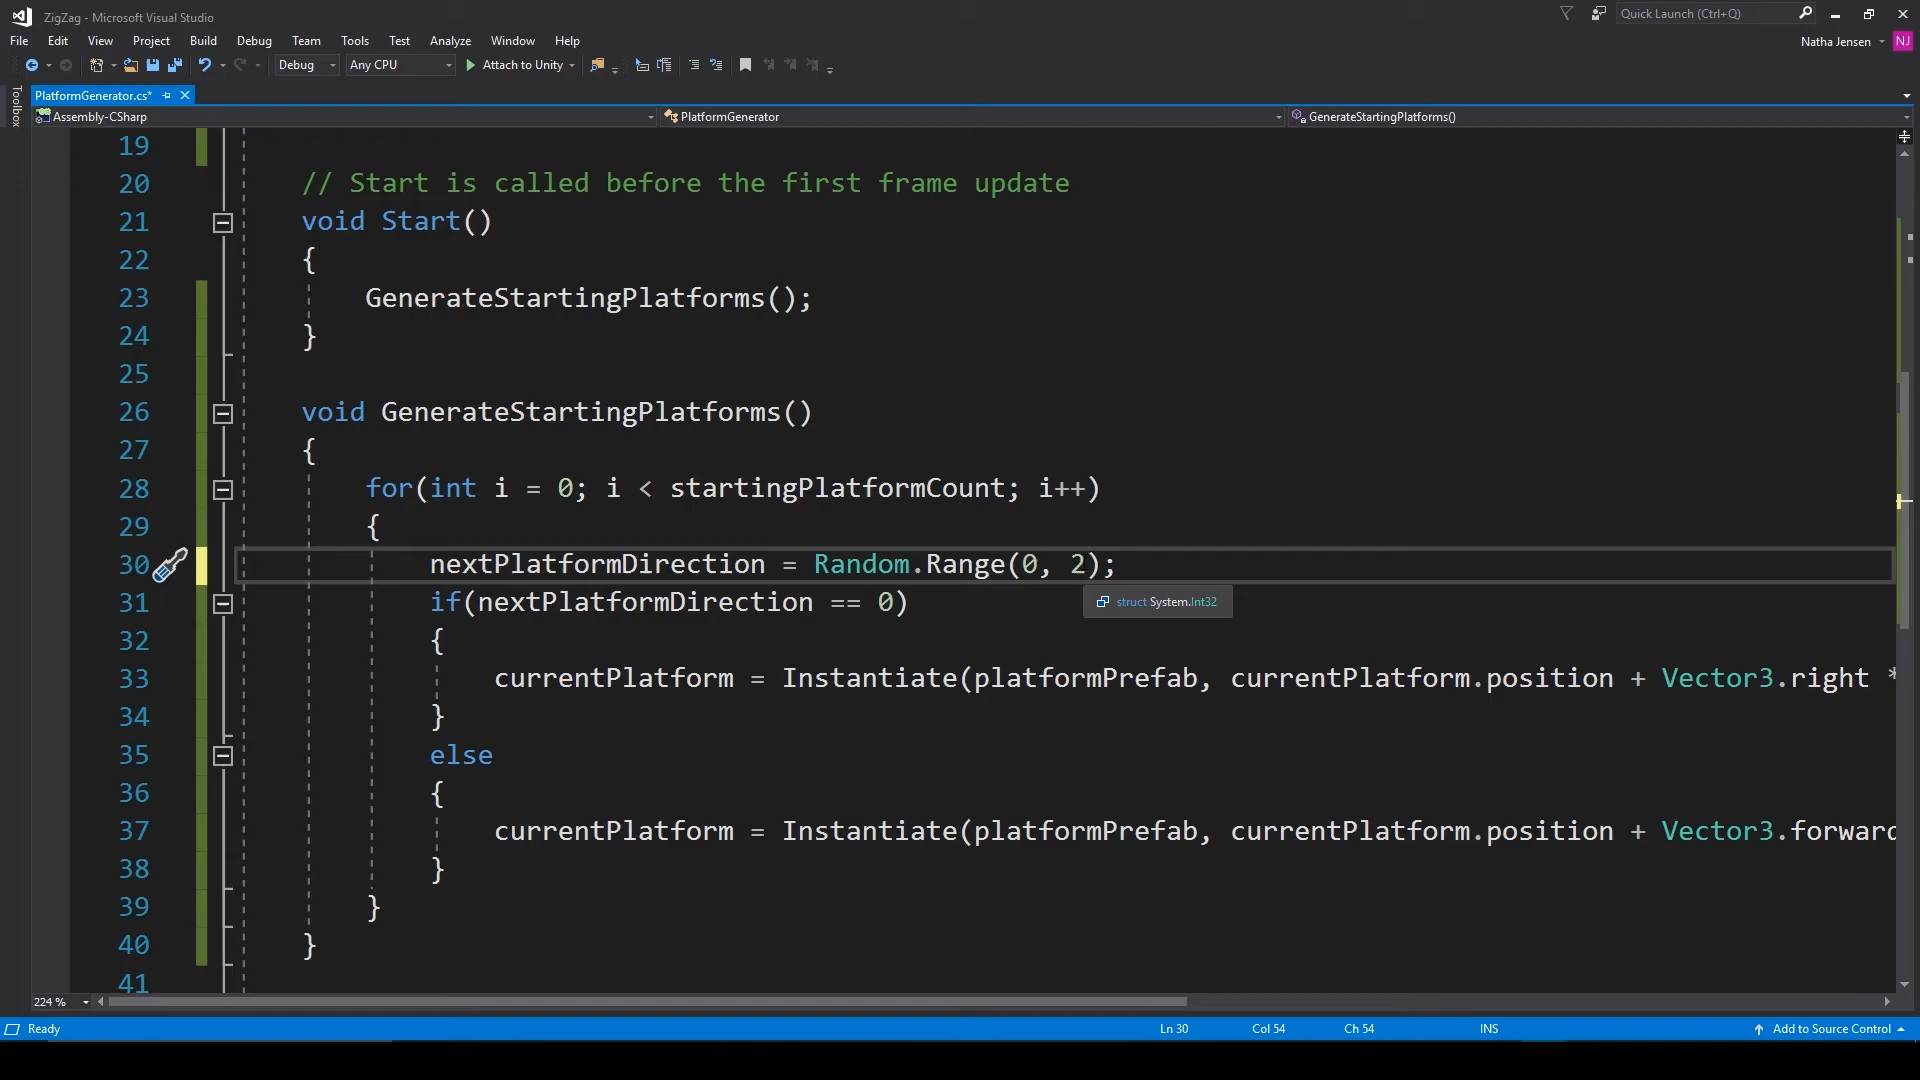 ZigZag - Microsoft Visual Studio
Quick Launch (Ctrl+Q)
File Edit View Project Build Debug Team Tools Test Analyze Window Help
Natha Jensen NJ
Debug Any CPU Attach to Unity
Toolbox
PlatformGenerator.cs*
Assembly-CSharp PlatformGenerator GenerateStartingPlatforms()
19
20 // Start is called before the first frame update
21 void Start()
22 {
23 GenerateStartingPlatforms();
24 }
25
26 void GenerateStartingPlatforms()
27 {
28 for(int i = 0; i < startingPlatformCount; i++)
29 {
30 nextPlatformDirection = Random.Range(0, 2);
31 if(nextPlatformDirection == 0)
struct System.Int32
32 {
33 currentPlatform = Instantiate(platformPrefab, currentPlatform.position + Vector3.right *
34 }
35 else
36 {
37 currentPlatform = Instantiate(platformPrefab, currentPlatform.position + Vector3.forward
38 }
39 }
40 }
41
224 %
Ready Ln 30 Col 54 Ch 54 INS Add to Source Control